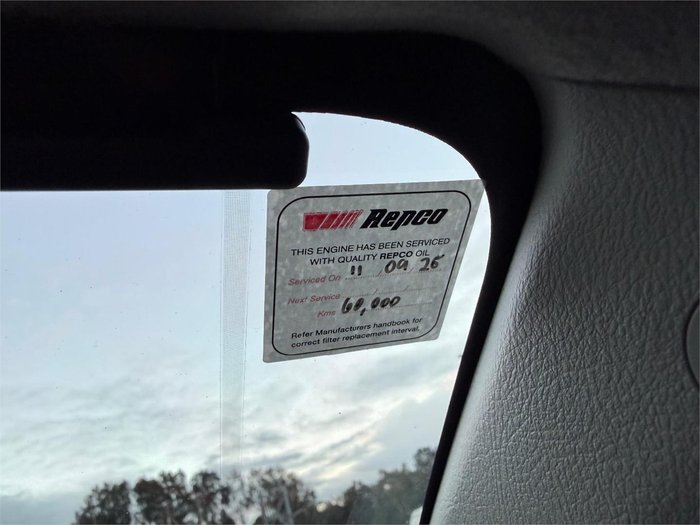 Repco
THIS ENGINE HAS BEEN SERVICED
WITH QUALITY REPCO OIL
Serviced On 11 / 09 / 25
Next Service / /
Kms 60,000
Refer Manufacturers handbook for
correct filter replacement interval.